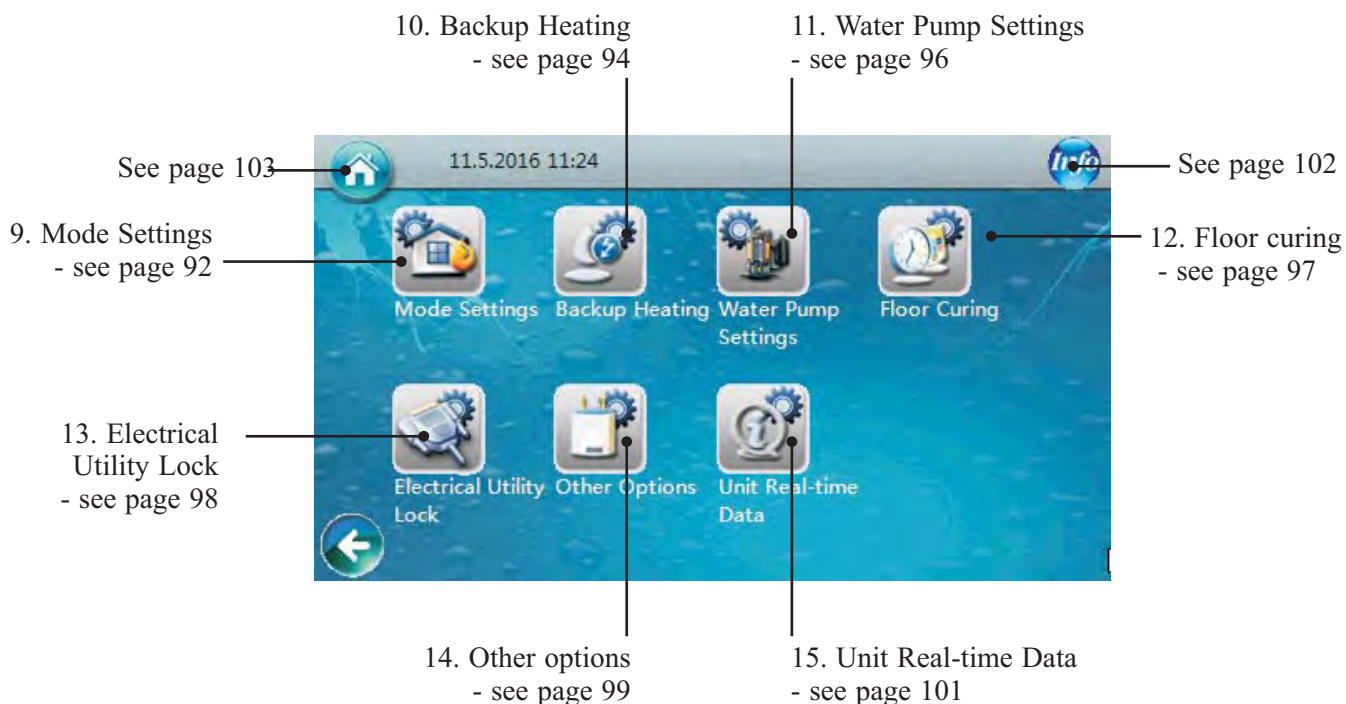 10. Backup Heating
- see page 94
11. Water Pump Settings
- see page 96
See page 103
11.5.2016 11:24
Info
See page 102
9. Mode Settings
- see page 92
12. Floor curing
- see page 97
Mode Settings
Backup Heating
Water Pump
Settings
Floor Curing
13. Electrical
Utility Lock
- see page 98
Electrical Utility
Lock
Other Options
Unit Real-time
Data
14. Other options
- see page 99
15. Unit Real-time Data
- see page 101